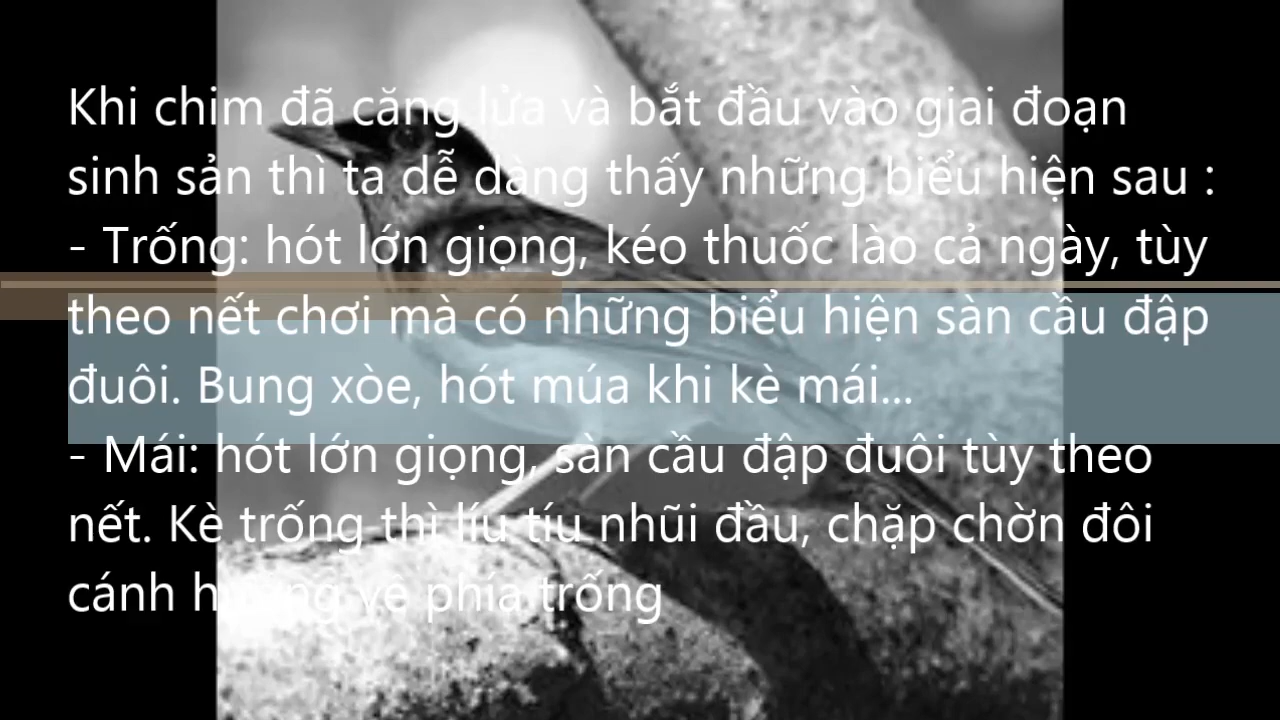 Khi chim đã căng lửa và bắt đầu vào giai đoạn
sinh sản thì ta dễ dàng thấy những biểu hiện sau :
- Trống: hót lớn giọng, kéo thuốc lào cả ngày, tùy
theo nết chơi mà có những biểu hiện sàn cầu đập
đuôi. Bung xòe, hót múa khi kè mái...
- Mái: hót lớn giọng, sàn cầu đập đuôi tùy theo
nết. Kè trống thì líu tíu nhũi đầu, chặp chờn đôi
cánh hướng về phía trống